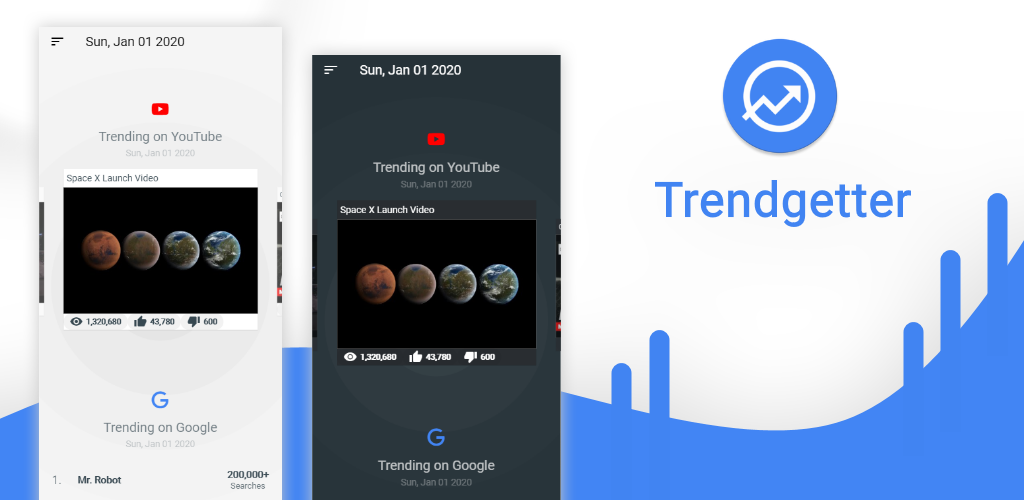 Sun, Jan 01 2020
Trending on YouTube
Sun, Jan 01 2020
Space X Launch Video
1,320,680 43,780 600
Trending on Google
Sun, Jan 01 2020
1. Mr. Robot 200,000+
Searches
Sun, Jan 01 2020
Trending on YouTube
Sun, Jan 01 2020
Space X Launch Video
1,320,680 43,780 600
Trending on Google
Sun, Jan 01 2020
Trendgetter